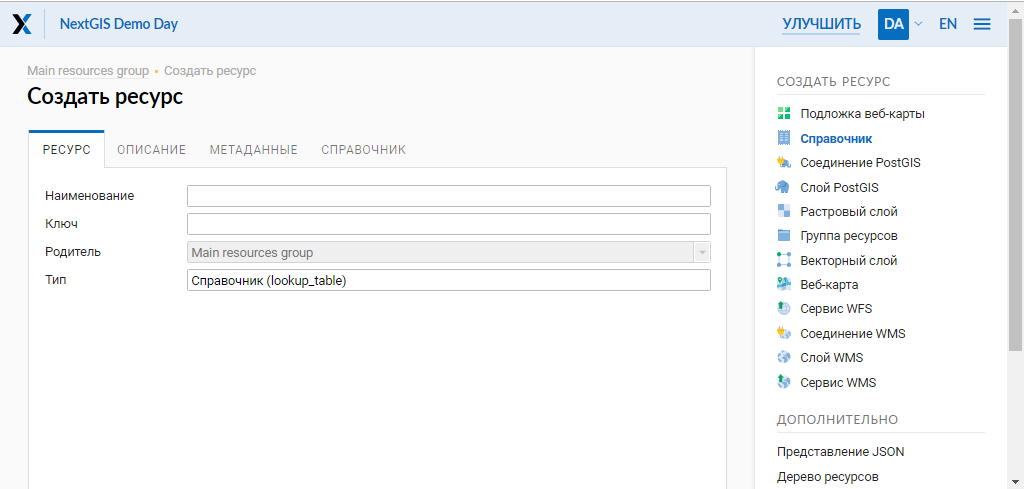 NextGIS Demo Day
УЛУЧШИТЬ
DA
EN
Main resources group • Создать ресурс
Создать ресурс
РЕСУРС
ОПИСАНИЕ
МЕТАДАННЫЕ
СПРАВОЧНИК
Наименование
Ключ
Родитель
Main resources group
Тип
Справочник (lookup_table)
СОЗДАТЬ РЕСУРС
Подложка веб-карты
Справочник
Соединение PostGIS
Слой PostGIS
Растровый слой
Группа ресурсов
Векторный слой
Веб-карта
Сервис WFS
Соединение WMS
Слой WMS
Сервис WMS
ДОПОЛНИТЕЛЬНО
Представление JSON
Дерево ресурсов